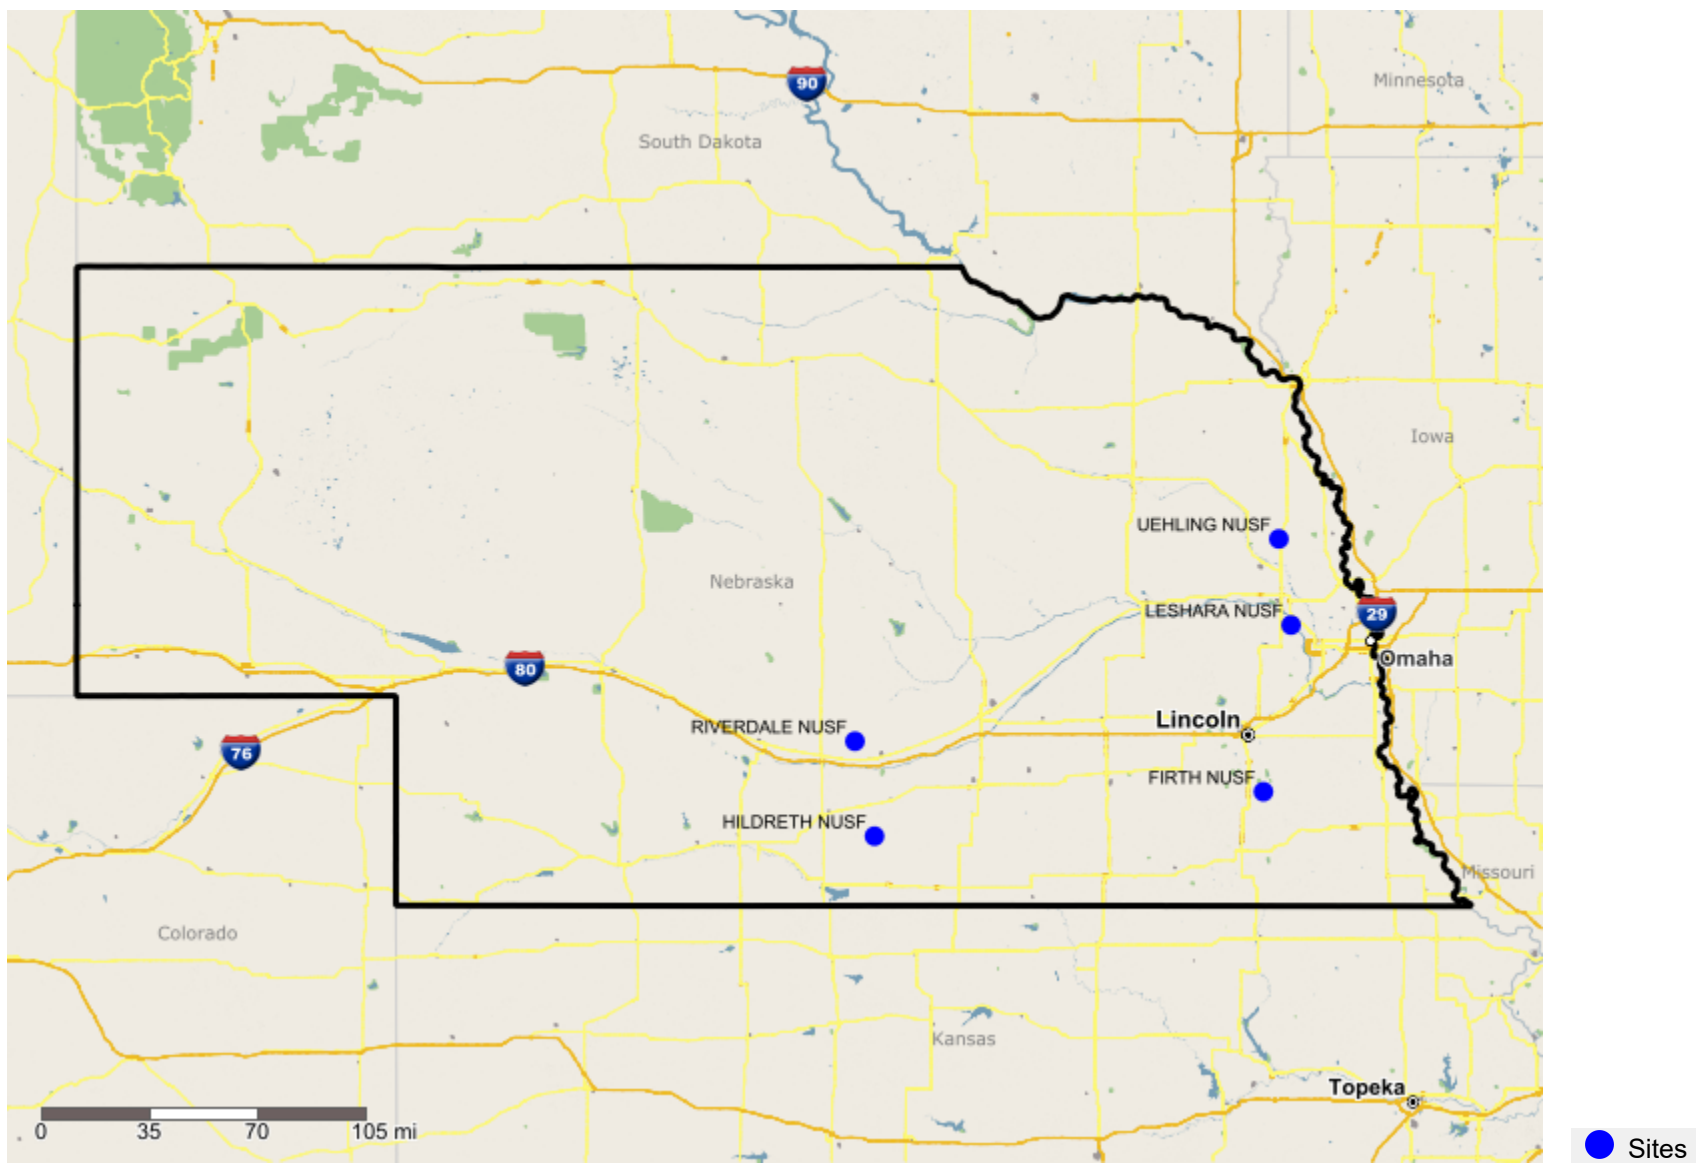 90
Minnesota
South Dakota
Iowa
UEHLING NUSF
Nebraska
LESHARA NUSF
29
Omaha
80
Lincoln
RIVERDALE NUSF
76
FIRTH NUSF
HILDRETH NUSF
Missouri
Colorado
Kansas
Topeka
0 35 70 105 mi
Sites